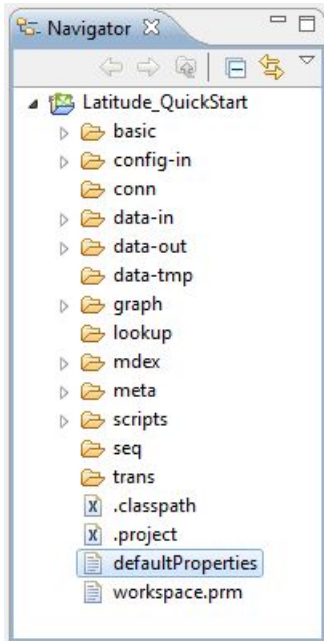 Navigator
Latitude_QuickStart
basic
config-in
conn
data-in
data-out
data-tmp
graph
lookup
mdex
meta
scripts
seq
trans
.classpath
.project
defaultProperties
workspace.prm